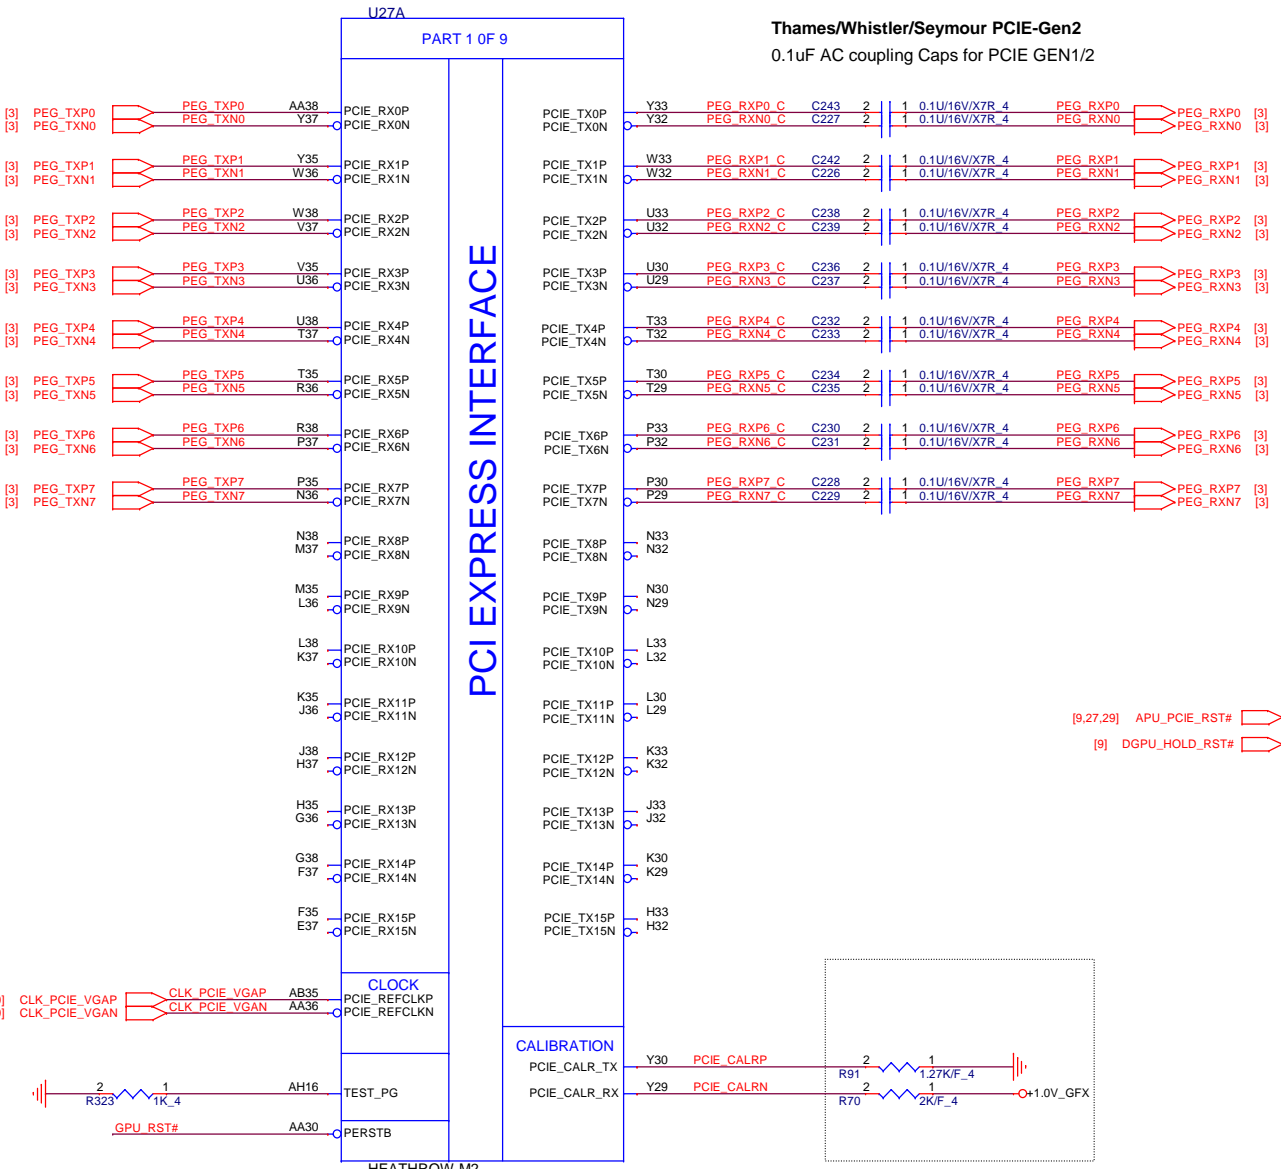 U27A
PART 1 0F 9
Thames/Whistler/Seymour PCIE-Gen2
0.1uF AC coupling Caps for PCIE GEN1/2
PCI EXPRESS INTERFACE
[3] PEG_TXP0 PEG_TXP0 AA38 PCIE_RX0P PCIE_TX0P Y33 PEG_RXP0_C C243 2 1 0.1U/16V/X7R_4 PEG_RXP0 PEG_RXP0 [3]
[3] PEG_TXN0 PEG_TXN0 Y37 PCIE_RX0N PCIE_TX0N Y32 PEG_RXN0_C C227 2 1 0.1U/16V/X7R_4 PEG_RXN0 PEG_RXN0 [3]
[3] PEG_TXP1 PEG_TXP1 Y35 PCIE_RX1P PCIE_TX1P W33 PEG_RXP1_C C242 2 1 0.1U/16V/X7R_4 PEG_RXP1 PEG_RXP1 [3]
[3] PEG_TXN1 PEG_TXN1 W36 PCIE_RX1N PCIE_TX1N W32 PEG_RXN1_C C226 2 1 0.1U/16V/X7R_4 PEG_RXN1 PEG_RXN1 [3]
[3] PEG_TXP2 PEG_TXP2 W38 PCIE_RX2P PCIE_TX2P U33 PEG_RXP2_C C238 2 1 0.1U/16V/X7R_4 PEG_RXP2 PEG_RXP2 [3]
[3] PEG_TXN2 PEG_TXN2 V37 PCIE_RX2N PCIE_TX2N U32 PEG_RXN2_C C239 2 1 0.1U/16V/X7R_4 PEG_RXN2 PEG_RXN2 [3]
[3] PEG_TXP3 PEG_TXP3 V35 PCIE_RX3P PCIE_TX3P U30 PEG_RXP3_C C236 2 1 0.1U/16V/X7R_4 PEG_RXP3 PEG_RXP3 [3]
[3] PEG_TXN3 PEG_TXN3 U36 PCIE_RX3N PCIE_TX3N U29 PEG_RXN3_C C237 2 1 0.1U/16V/X7R_4 PEG_RXN3 PEG_RXN3 [3]
[3] PEG_TXP4 PEG_TXP4 U38 PCIE_RX4P PCIE_TX4P T33 PEG_RXP4_C C232 2 1 0.1U/16V/X7R_4 PEG_RXP4 PEG_RXP4 [3]
[3] PEG_TXN4 PEG_TXN4 T37 PCIE_RX4N PCIE_TX4N T32 PEG_RXN4_C C233 2 1 0.1U/16V/X7R_4 PEG_RXN4 PEG_RXN4 [3]
[3] PEG_TXP5 PEG_TXP5 T35 PCIE_RX5P PCIE_TX5P T30 PEG_RXP5_C C234 2 1 0.1U/16V/X7R_4 PEG_RXP5 PEG_RXP5 [3]
[3] PEG_TXN5 PEG_TXN5 R36 PCIE_RX5N PCIE_TX5N T29 PEG_RXN5_C C235 2 1 0.1U/16V/X7R_4 PEG_RXN5 PEG_RXN5 [3]
[3] PEG_TXP6 PEG_TXP6 R38 PCIE_RX6P PCIE_TX6P P33 PEG_RXP6_C C230 2 1 0.1U/16V/X7R_4 PEG_RXP6 PEG_RXP6 [3]
[3] PEG_TXN6 PEG_TXN6 P37 PCIE_RX6N PCIE_TX6N P32 PEG_RXN6_C C231 2 1 0.1U/16V/X7R_4 PEG_RXN6 PEG_RXN6 [3]
[3] PEG_TXP7 PEG_TXP7 P35 PCIE_RX7P PCIE_TX7P P30 PEG_RXP7_C C228 2 1 0.1U/16V/X7R_4 PEG_RXP7 PEG_RXP7 [3]
[3] PEG_TXN7 PEG_TXN7 N36 PCIE_RX7N PCIE_TX7N P29 PEG_RXN7_C C229 2 1 0.1U/16V/X7R_4 PEG_RXN7 PEG_RXN7 [3]
N38 PCIE_RX8P PCIE_TX8P N33
M37 PCIE_RX8N PCIE_TX8N N32
M35 PCIE_RX9P PCIE_TX9P N30
L36 PCIE_RX9N PCIE_TX9N N29
L38 PCIE_RX10P PCIE_TX10P L33
K37 PCIE_RX10N PCIE_TX10N L32
K35 PCIE_RX11P PCIE_TX11P L30
J36 PCIE_RX11N PCIE_TX11N L29
[9,27,29] APU_PCIE_RST#
[9] DGPU_HOLD_RST#
J38 PCIE_RX12P PCIE_TX12P K33
H37 PCIE_RX12N PCIE_TX12N K32
H35 PCIE_RX13P PCIE_TX13P J33
G36 PCIE_RX13N PCIE_TX13N J32
G38 PCIE_RX14P PCIE_TX14P K30
F37 PCIE_RX14N PCIE_TX14N K29
F35 PCIE_RX15P PCIE_TX15P H33
E37 PCIE_RX15N PCIE_TX15N H32
CLOCK
CLK_PCIE_VGAP CLK_PCIE_VGAP AB35 PCIE_REFCLKP
CLK_PCIE_VGAN CLK_PCIE_VGAN AA36 PCIE_REFCLKN
CALIBRATION
PCIE_CALR_TX Y30 PCIE_CALRP R91 2 1 1.27K/F_4
R323 2 1 1K_4 AH16 TEST_PG PCIE_CALR_RX Y29 PCIE_CALRN R70 2 1 2K/F_4 +1.0V_GFX
GPU_RST# AA30 PERSTB
HEATHROW M2